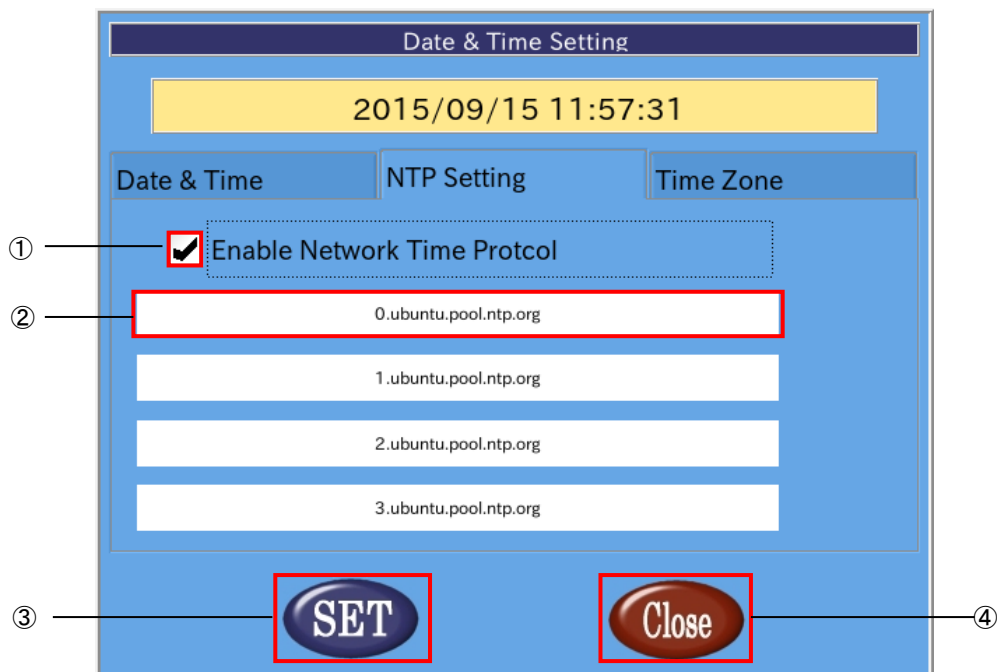 Date & Time Setting
2015/09/15 11:57:31
Date & Time NTP Setting Time Zone
① Enable Network Time Protcol
② 0.ubuntu.pool.ntp.org
1.ubuntu.pool.ntp.org
2.ubuntu.pool.ntp.org
3.ubuntu.pool.ntp.org
③ SET Close ④